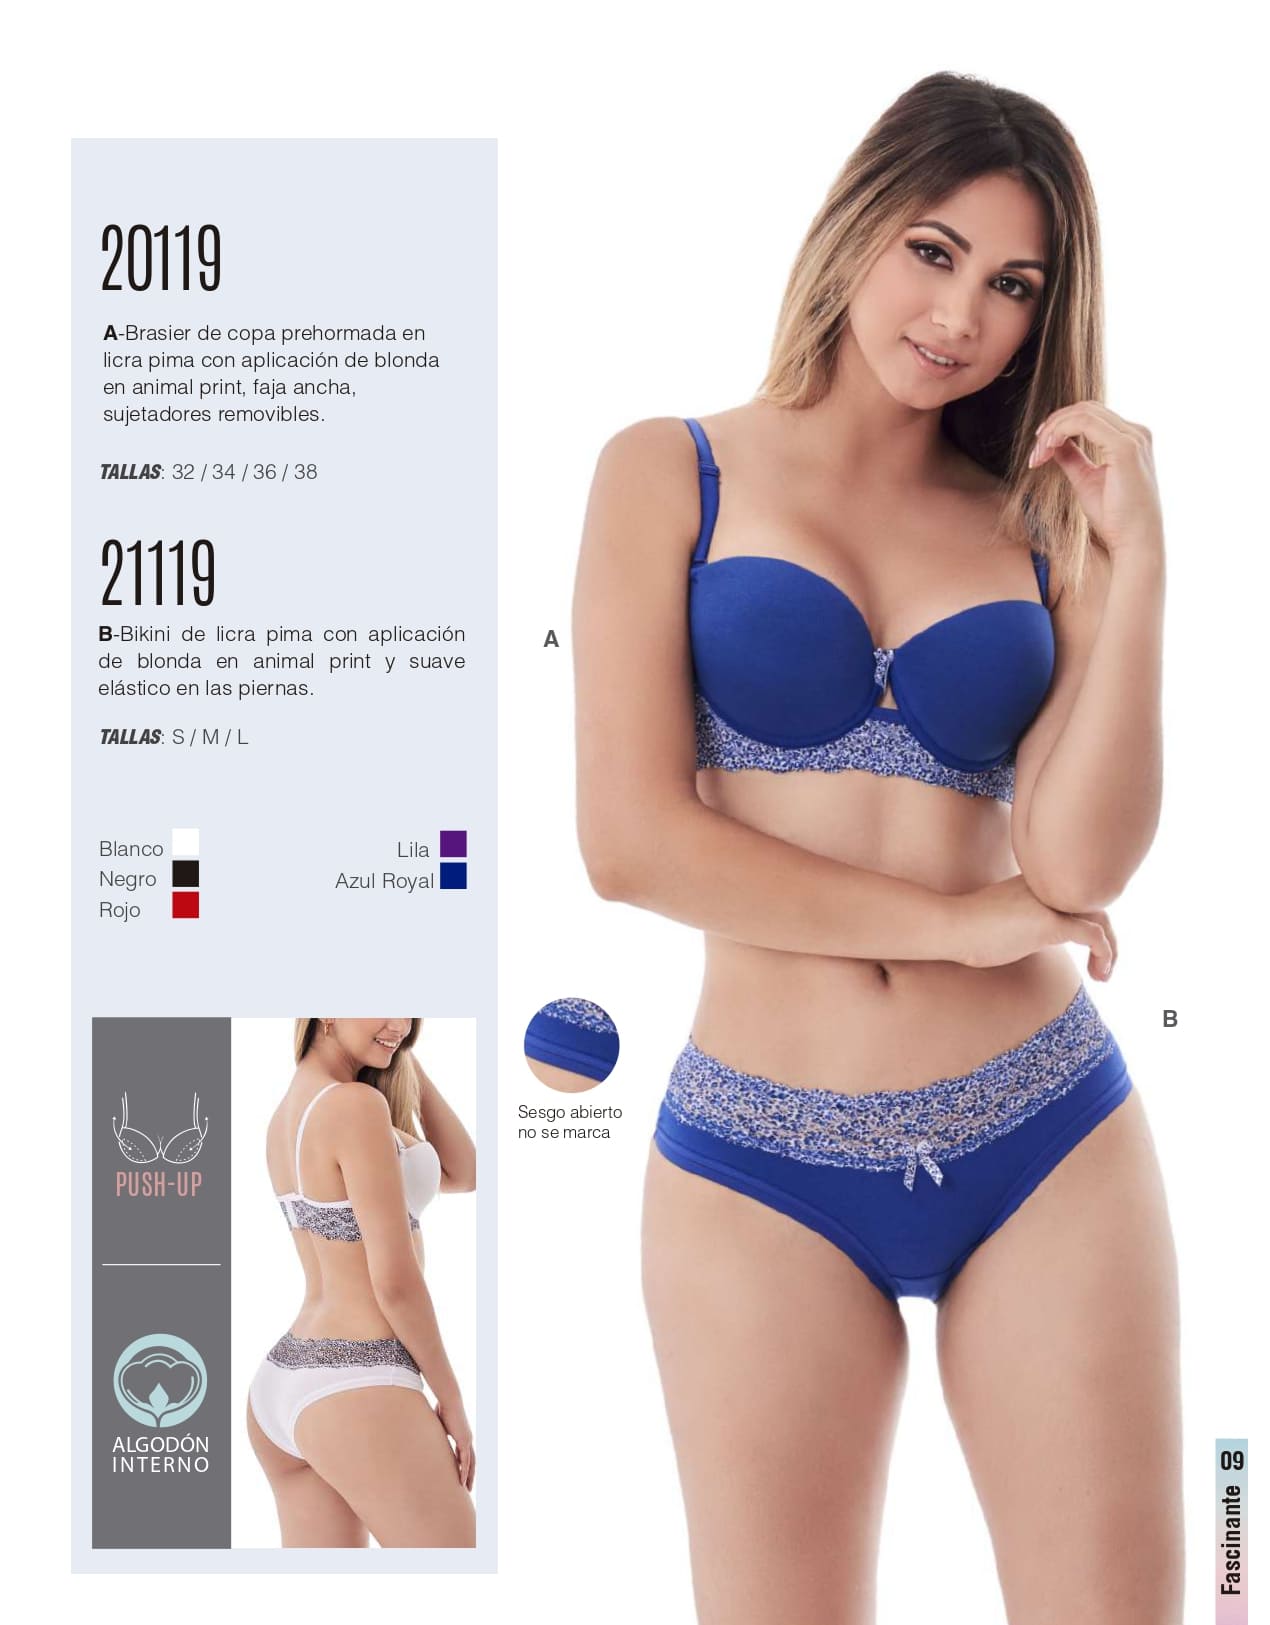 20119
A-Brasier de copa prehormada en
licra pima con aplicación de blonda
en animal print, faja ancha,
sujetadores removibles.
TALLAS: 32 / 34 / 36 / 38
21119
B-Bikini de licra pima con aplicación
de blonda en animal print y suave
elástico en las piernas.
TALLAS: S / M / L
Blanco
Negro
Rojo
Lila
Azul Royal
PUSH-UP
ALGODÓN
INTERNO
Sesgo abierto
no se marca
A
B
Fascinante 09